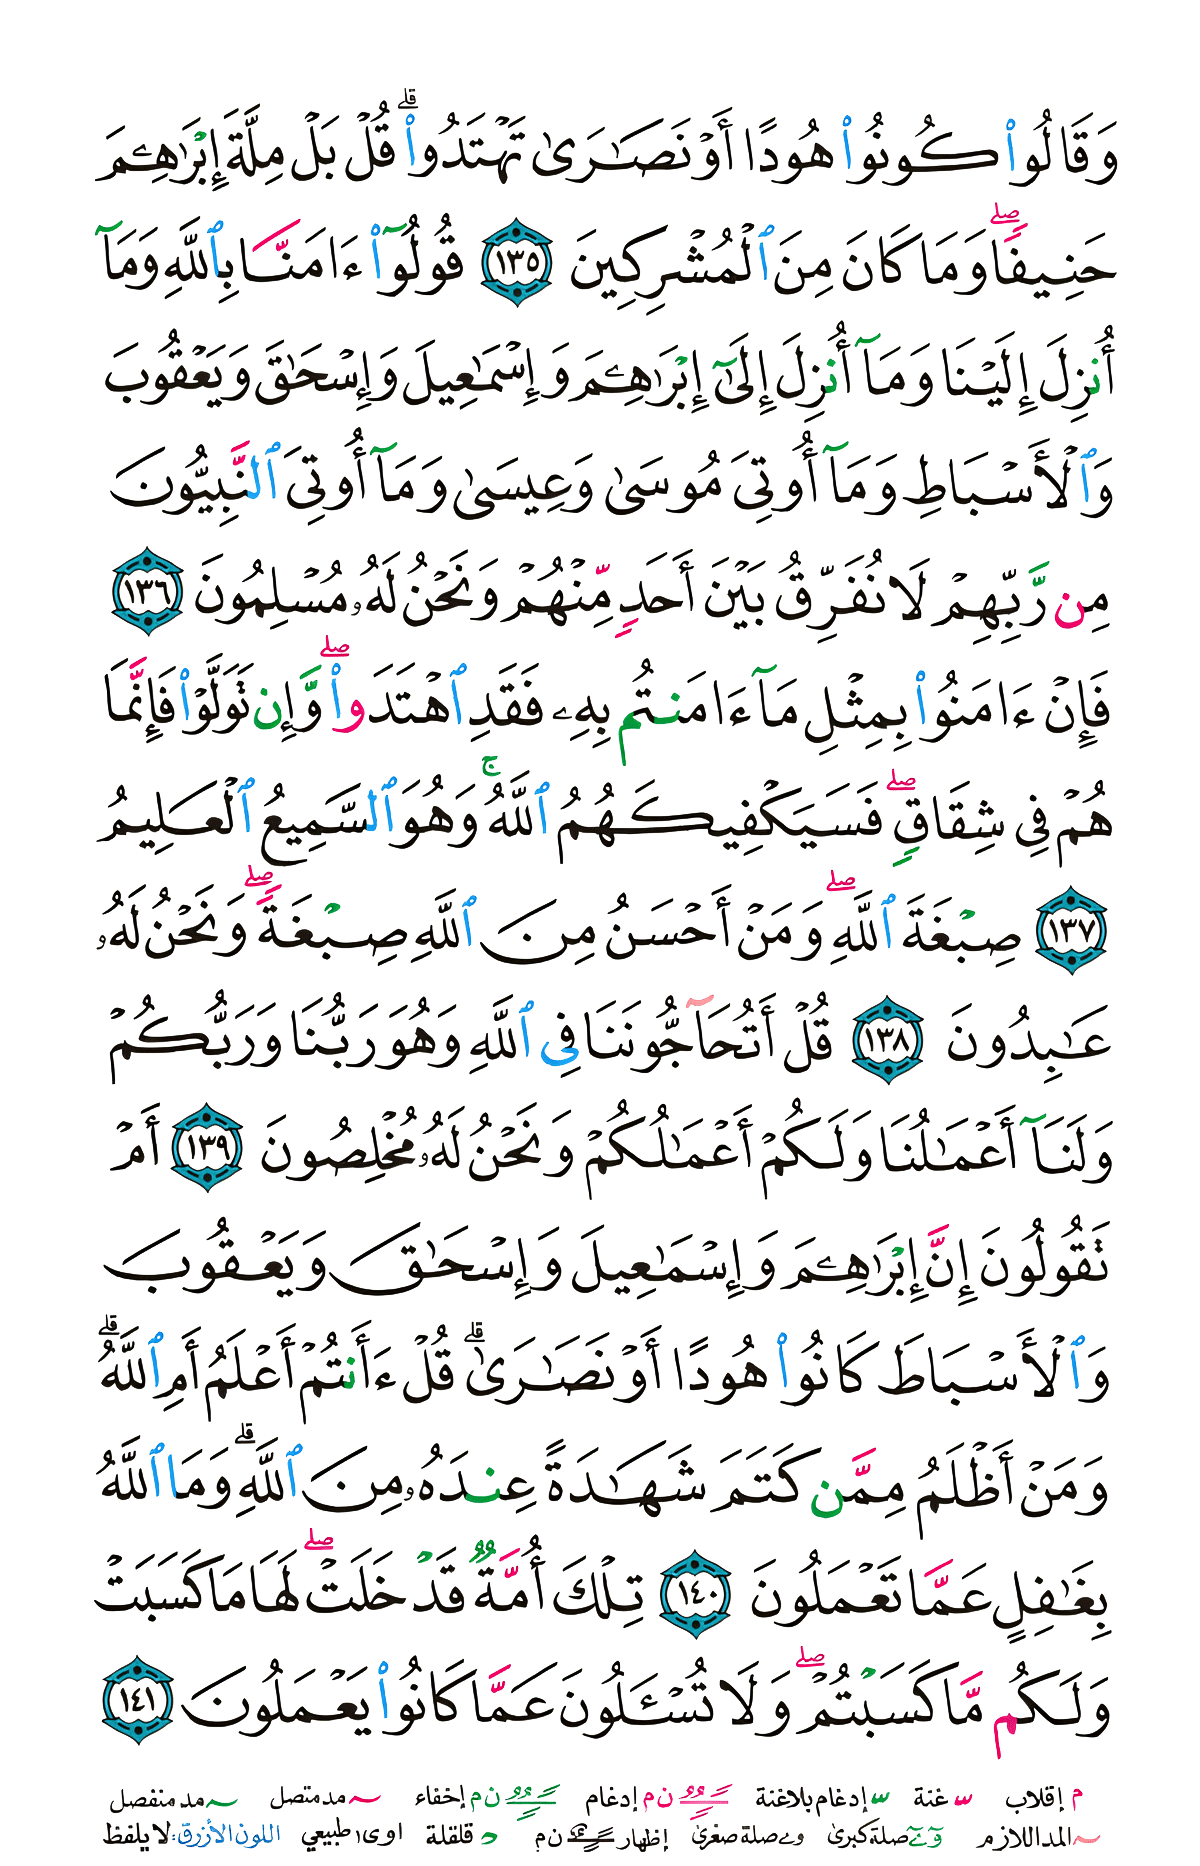 وَقَالُوا۟ كُونُوا۟ هُودًا أَوْ نَصَـٰرَىٰ تَهْتَدُوا۟ ۗ قُلْ بَلْ مِلَّةَ إِبْرَٰهِـۧمَ
حَنِيفًا ۖ وَمَا كَانَ مِنَ ٱلْمُشْرِكِينَ ١٣٥ قُولُوٓا۟ ءَامَنَّا بِٱللَّهِ وَمَآ
أُنزِلَ إِلَيْنَا وَمَآ أُنزِلَ إِلَىٰٓ إِبْرَٰهِـۧمَ وَإِسْمَـٰعِيلَ وَإِسْحَـٰقَ وَيَعْقُوبَ
وَٱلْأَسْبَاطِ وَمَآ أُوتِىَ مُوسَىٰ وَعِيسَىٰ وَمَآ أُوتِىَ ٱلنَّبِيُّونَ
مِن رَّبِّهِمْ لَا نُفَرِّقُ بَيْنَ أَحَدٍ مِّنْهُمْ وَنَحْنُ لَهُۥ مُسْلِمُونَ ١٣٦
فَإِنْ ءَامَنُوا۟ بِمِثْلِ مَآ ءَامَنتُم بِهِۦ فَقَدِ ٱهْتَدَوا۟ ۖ وَّإِن تَوَلَّوْا۟ فَإِنَّمَا
هُمْ فِى شِقَاقٍ ۖ فَسَيَكْفِيكَهُمُ ٱللَّهُ ۚ وَهُوَ ٱلسَّمِيعُ ٱلْعَلِيمُ
١٣٧ صِبْغَةَ ٱللَّهِ ۖ وَمَنْ أَحْسَنُ مِنَ ٱللَّهِ صِبْغَةً ۖ وَنَحْنُ لَهُۥ
عَـٰبِدُونَ ١٣٨ قُلْ أَتُحَآجُّونَنَا فِى ٱللَّهِ وَهُوَ رَبُّنَا وَرَبُّكُمْ
وَلَنَآ أَعْمَـٰلُنَا وَلَكُمْ أَعْمَـٰلُكُمْ وَنَحْنُ لَهُۥ مُخْلِصُونَ ١٣٩ أَمْ
تَقُولُونَ إِنَّ إِبْرَٰهِـۧمَ وَإِسْمَـٰعِيلَ وَإِسْحَـٰقَ وَيَعْقُوبَ
وَٱلْأَسْبَاطَ كَانُوا۟ هُودًا أَوْ نَصَـٰرَىٰ ۗ قُلْ ءَأَنتُمْ أَعْلَمُ أَمِ ٱللَّهُ ۗ
وَمَنْ أَظْلَمُ مِمَّن كَتَمَ شَهَـٰدَةً عِندَهُۥ مِنَ ٱللَّهِ ۗ وَمَا ٱللَّهُ
بِغَـٰفِلٍ عَمَّا تَعْمَلُونَ ١٤٠ تِلْكَ أُمَّةٌ قَدْ خَلَتْ ۖ لَهَا مَا كَسَبَتْ
وَلَكُم مَّا كَسَبْتُمْ ۖ وَلَا تُسْـَٔلُونَ عَمَّا كَانُوا۟ يَعْمَلُونَ ١٤١
م إقلاب غنة إدغام بلاغنة ن م إدغام ن م إخفاء مد متصل مد منفصل
المد اللازم صلة كبرى صلة صغرى إظهار ن م قلقلة ا و ى طبيعي اللون الأزرق: لا يلفظ